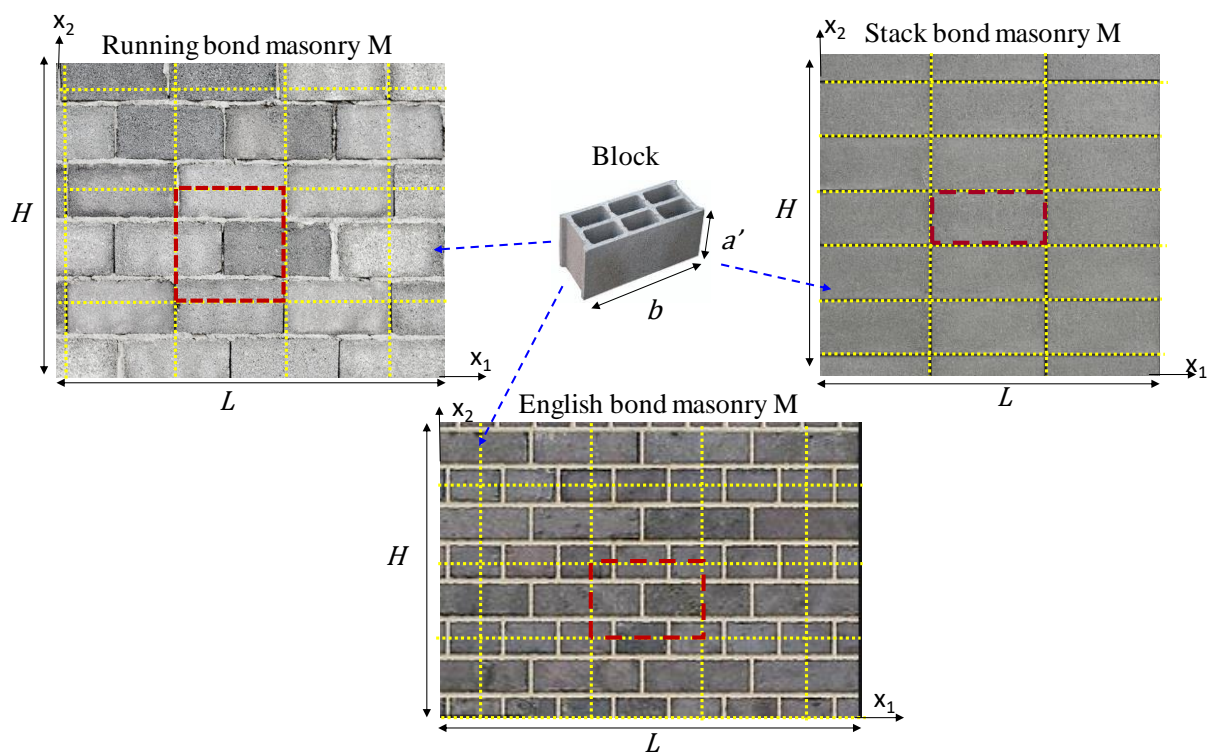 x₂
Running bond masonry M
H
L
x₁
Block
a’
b
x₂
Stack bond masonry M
H
L
x₁
English bond masonry M
x₂
H
L
x₁